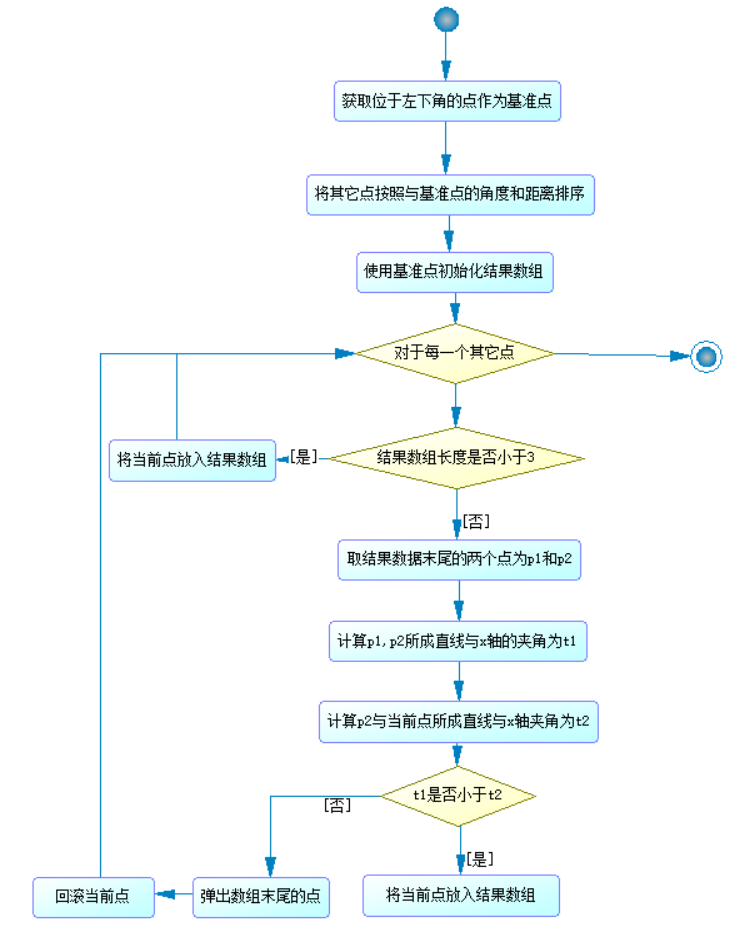 获取位于左下角的点作为基准点
将其它点按照与基准点的角度和距离排序
使用基准点初始化结果数组
对于每一个其它点
结果数组长度是否小于3
[是]
将当前点放入结果数组
[否]
取结果数据末尾的两个点为p1和p2
计算p1,p2所成直线与x轴的夹角为t1
计算p2与当前点所成直线与x轴夹角为t2
t1是否小于t2
[否]
[是]
回滚当前点
弹出数组末尾的点
将当前点放入结果数组